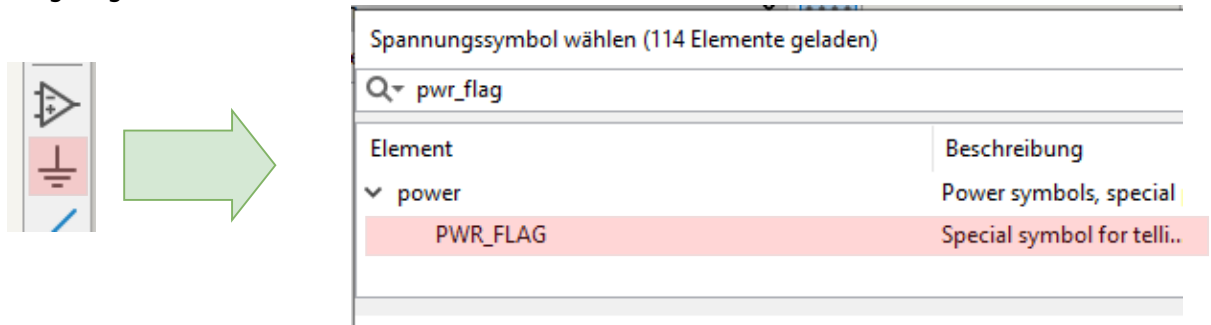 Spannungssymbol wählen (114 Elemente geladen)
pwr_flag
Element Beschreibung
power Power symbols, special
PWR_FLAG Special symbol for telli..